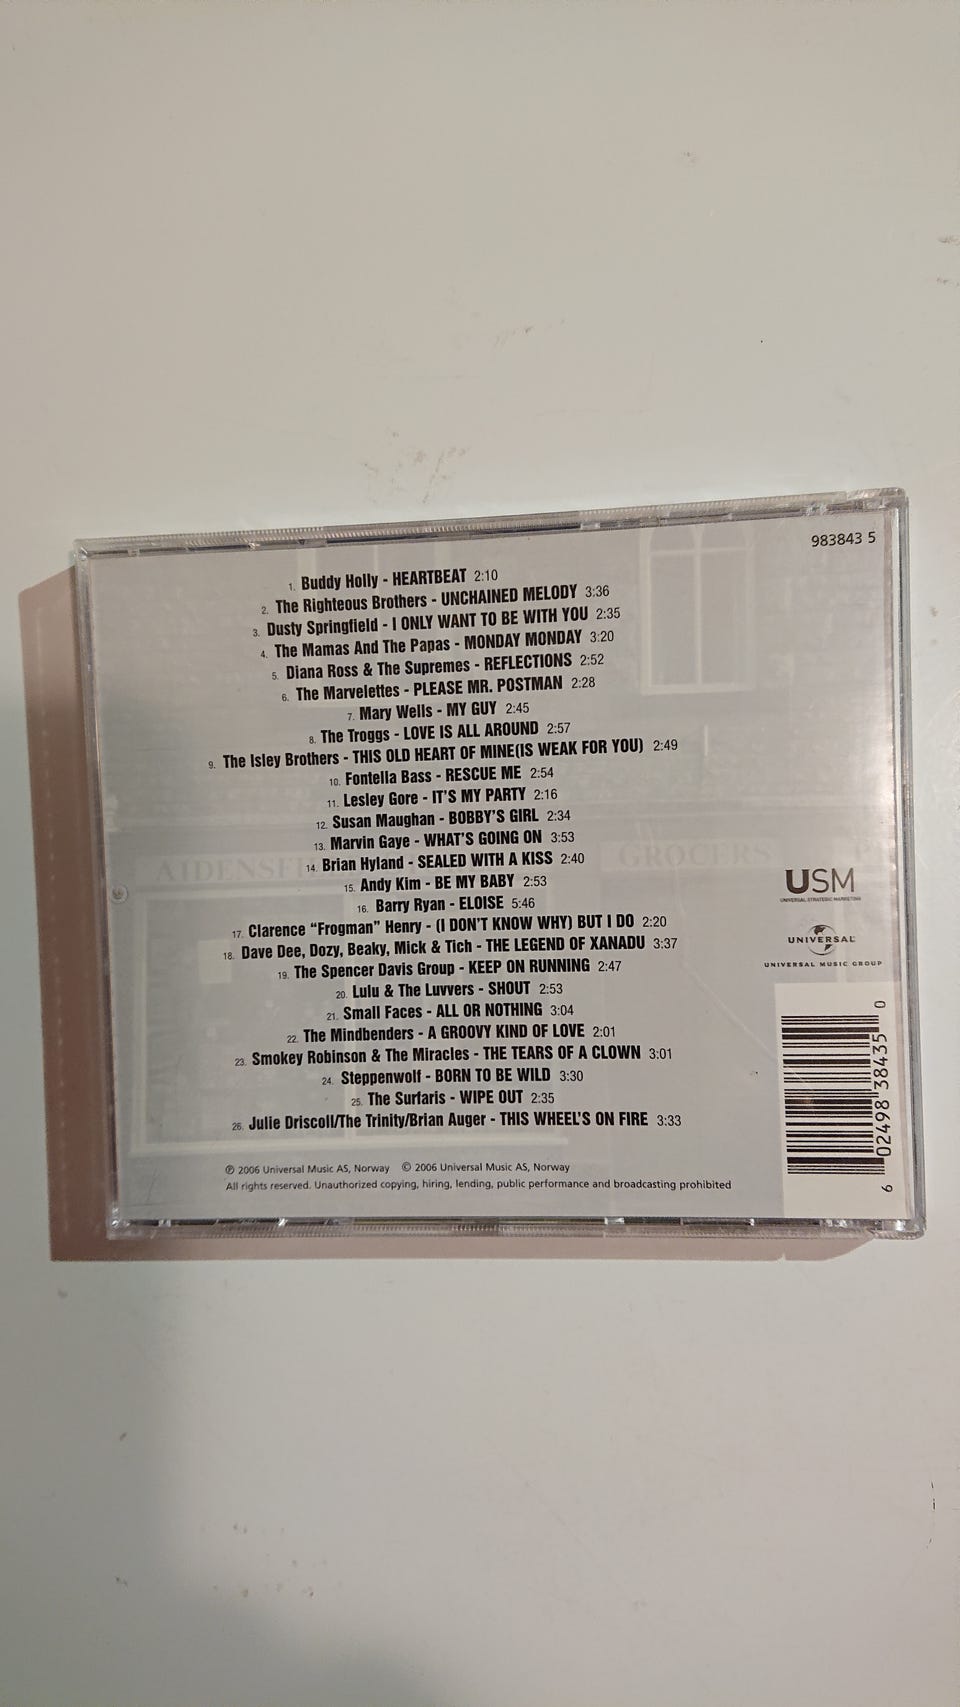 983843 5
1. Buddy Holly - HEARTBEAT 2:10
2. The Righteous Brothers - UNCHAINED MELODY 3:36
3. Dusty Springfield - I ONLY WANT TO BE WITH YOU 2:35
4. The Mamas And The Papas - MONDAY MONDAY 3:20
5. Diana Ross & The Supremes - REFLECTIONS 2:52
6. The Marvelettes - PLEASE MR. POSTMAN 2:28
7. Mary Wells - MY GUY 2:45
8. The Troggs - LOVE IS ALL AROUND 2:57
9. The Isley Brothers - THIS OLD HEART OF MINE(IS WEAK FOR YOU) 2:49
10. Fontella Bass - RESCUE ME 2:54
11. Lesley Gore - IT'S MY PARTY 2:16
12. Susan Maughan - BOBBY'S GIRL 2:34
13. Marvin Gaye - WHAT'S GOING ON 3:53
14. Brian Hyland - SEALED WITH A KISS 2:40
15. Andy Kim - BE MY BABY 2:53
16. Barry Ryan - ELOISE 5:46
17. Clarence "Frogman" Henry - (I DON'T KNOW WHY) BUT I DO 2:20
18. Dave Dee, Dozy, Beaky, Mick & Tich - THE LEGEND OF XANADU 3:37
19. The Spencer Davis Group - KEEP ON RUNNING 2:47
20. Lulu & The Luvvers - SHOUT 2:53
21. Small Faces - ALL OR NOTHING 3:04
22. The Mindbenders - A GROOVY KIND OF LOVE 2:01
23. Smokey Robinson & The Miracles - THE TEARS OF A CLOWN 3:01
24. Steppenwolf - BORN TO BE WILD 3:30
25. The Surfaris - WIPE OUT 2:35
26. Julie Driscoll/The Trinity/Brian Auger - THIS WHEEL'S ON FIRE 3:33
℗ 2006 Universal Music AS, Norway © 2006 Universal Music AS, Norway
All rights reserved. Unauthorized copying, hiring, lending, public performance and broadcasting prohibited
GROCERS
USM
UNIVERSAL STRATEGIC MARKETING
UNIVERSAL
UNIVERSAL MUSIC GROUP
6 02498 38435 0